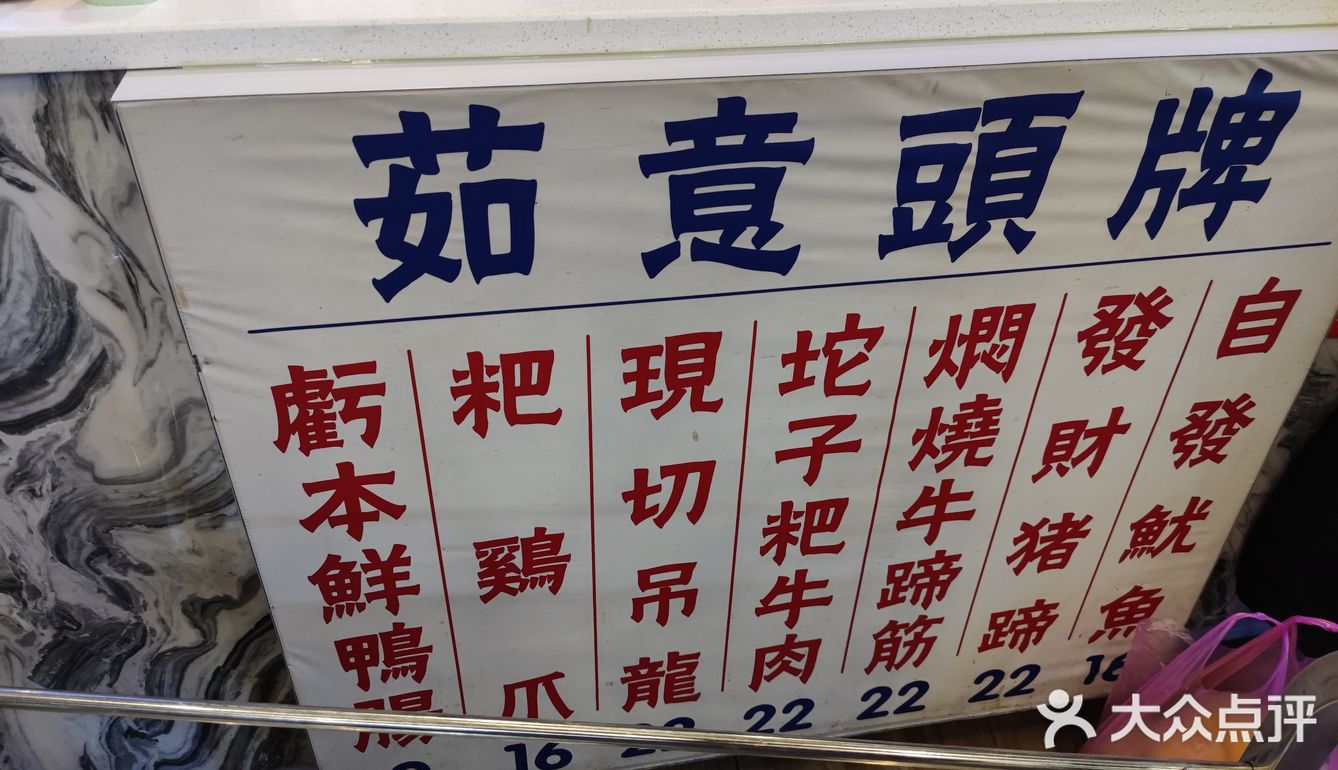 茹意頭牌
自發魷魚
16
發財猪蹄
22
燜燒牛蹄筋
22
坨子粑牛肉
22
現切吊龍
22
粑鷄爪
16
虧本鮮鴨腸
大众点评